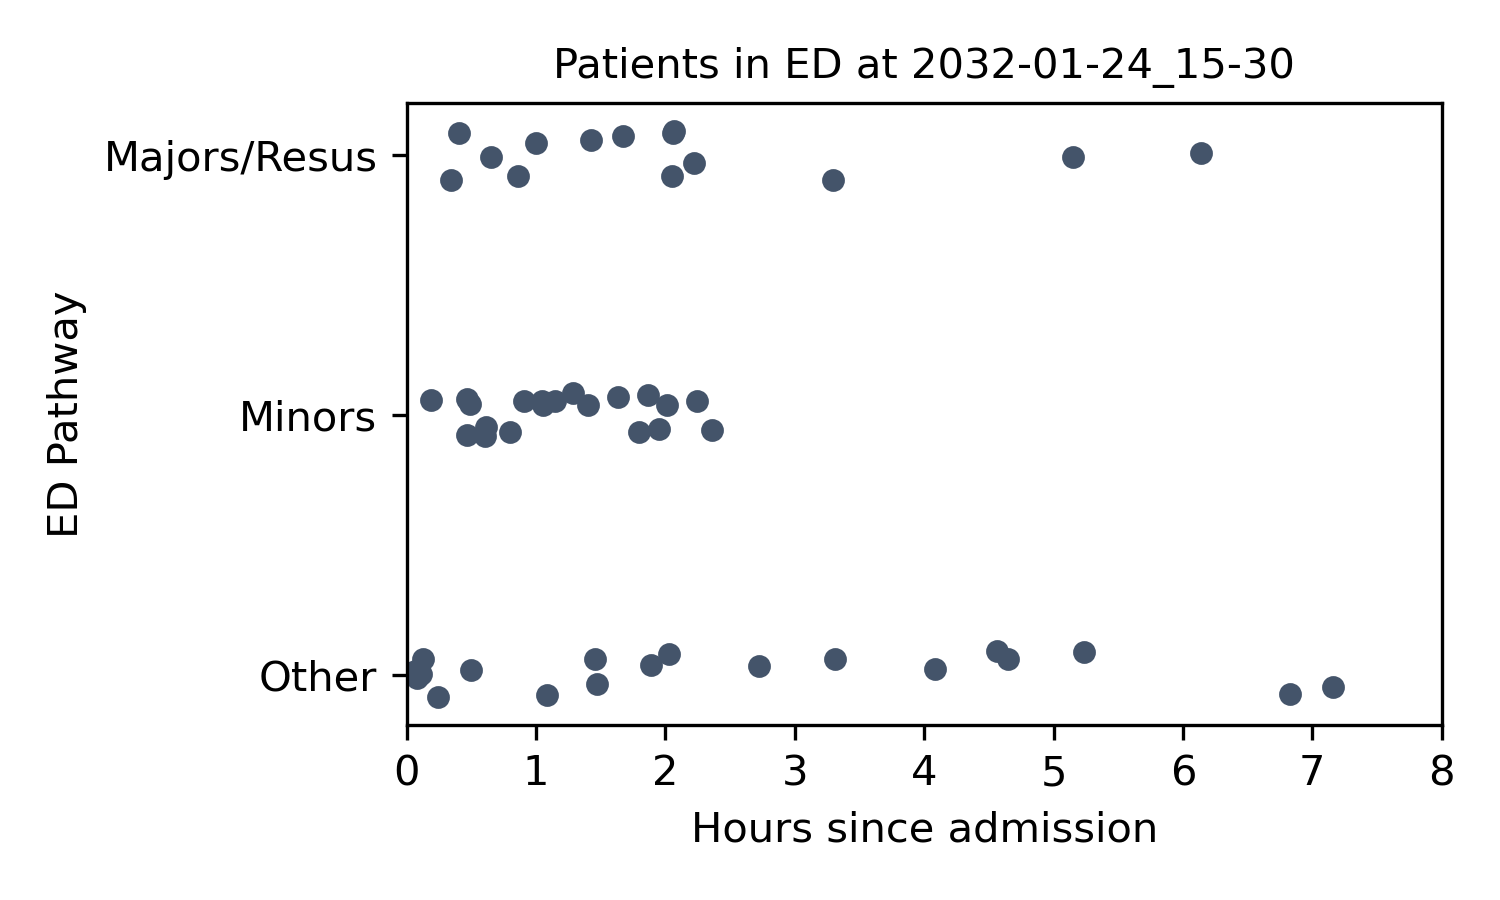 Patients in ED at 2032-01-24_15-30
Majors/Resus
Minors
Other
ED Pathway
0 1 2 3 4 5 6 7 8
Hours since admission